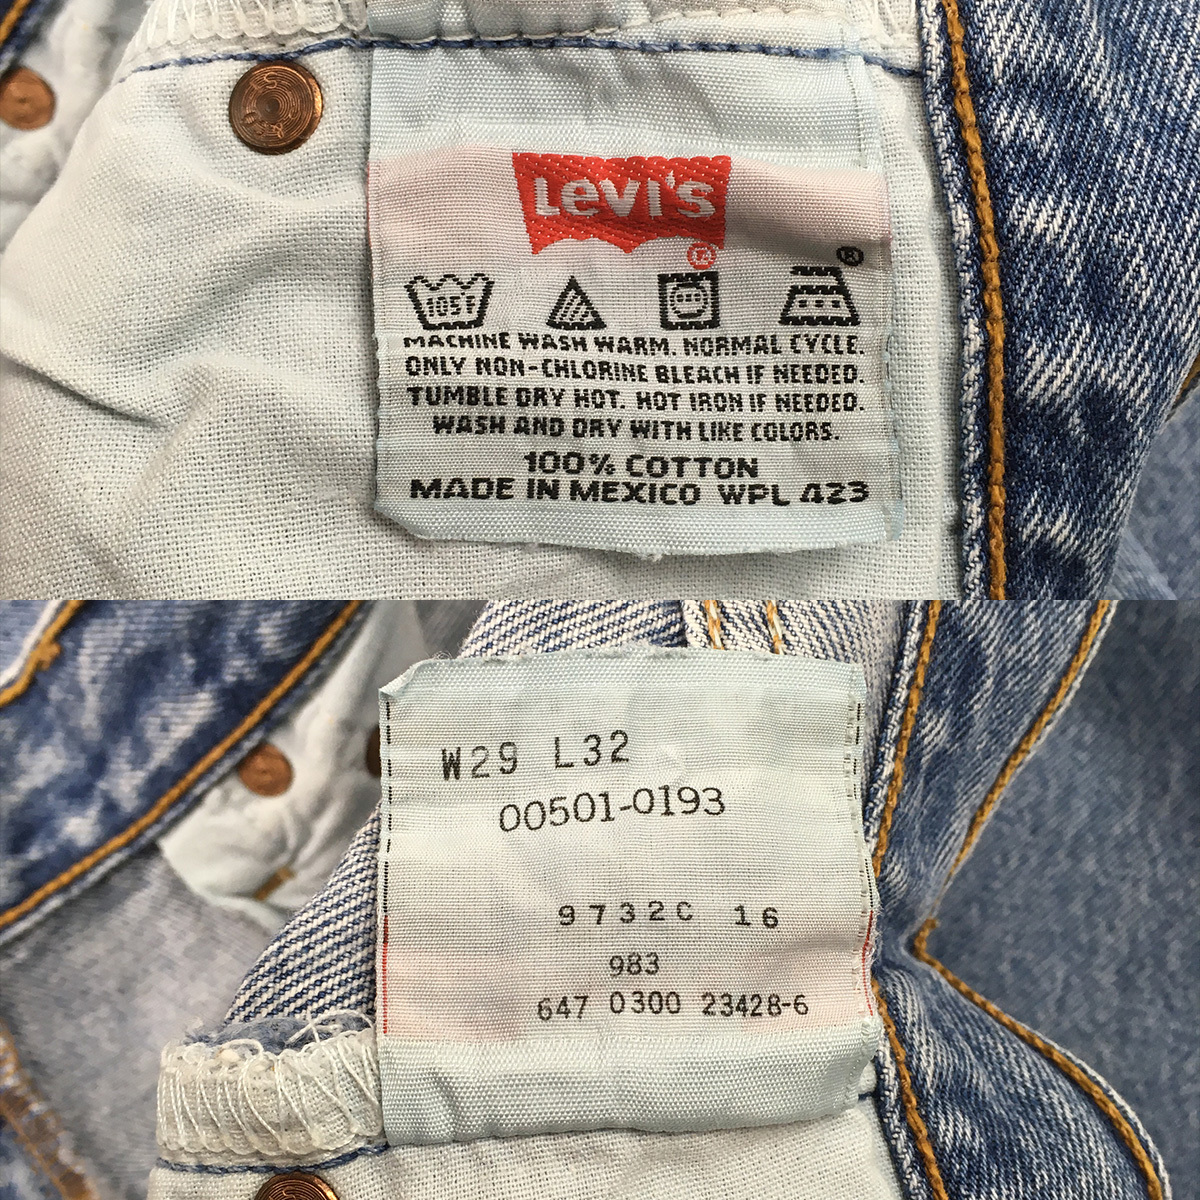 Levi's
®
105F
MACHINE WASH WARM. NORMAL CYCLE.
ONLY NON-CHLORINE BLEACH IF NEEDED.
TUMBLE DRY HOT. HOT IRON IF NEEDED.
WASH AND DRY WITH LIKE COLORS.
100% COTTON
MADE IN MEXICO WPL 423
W29 L32
00501-0193
9732C 16
983
647 0300 23428-6